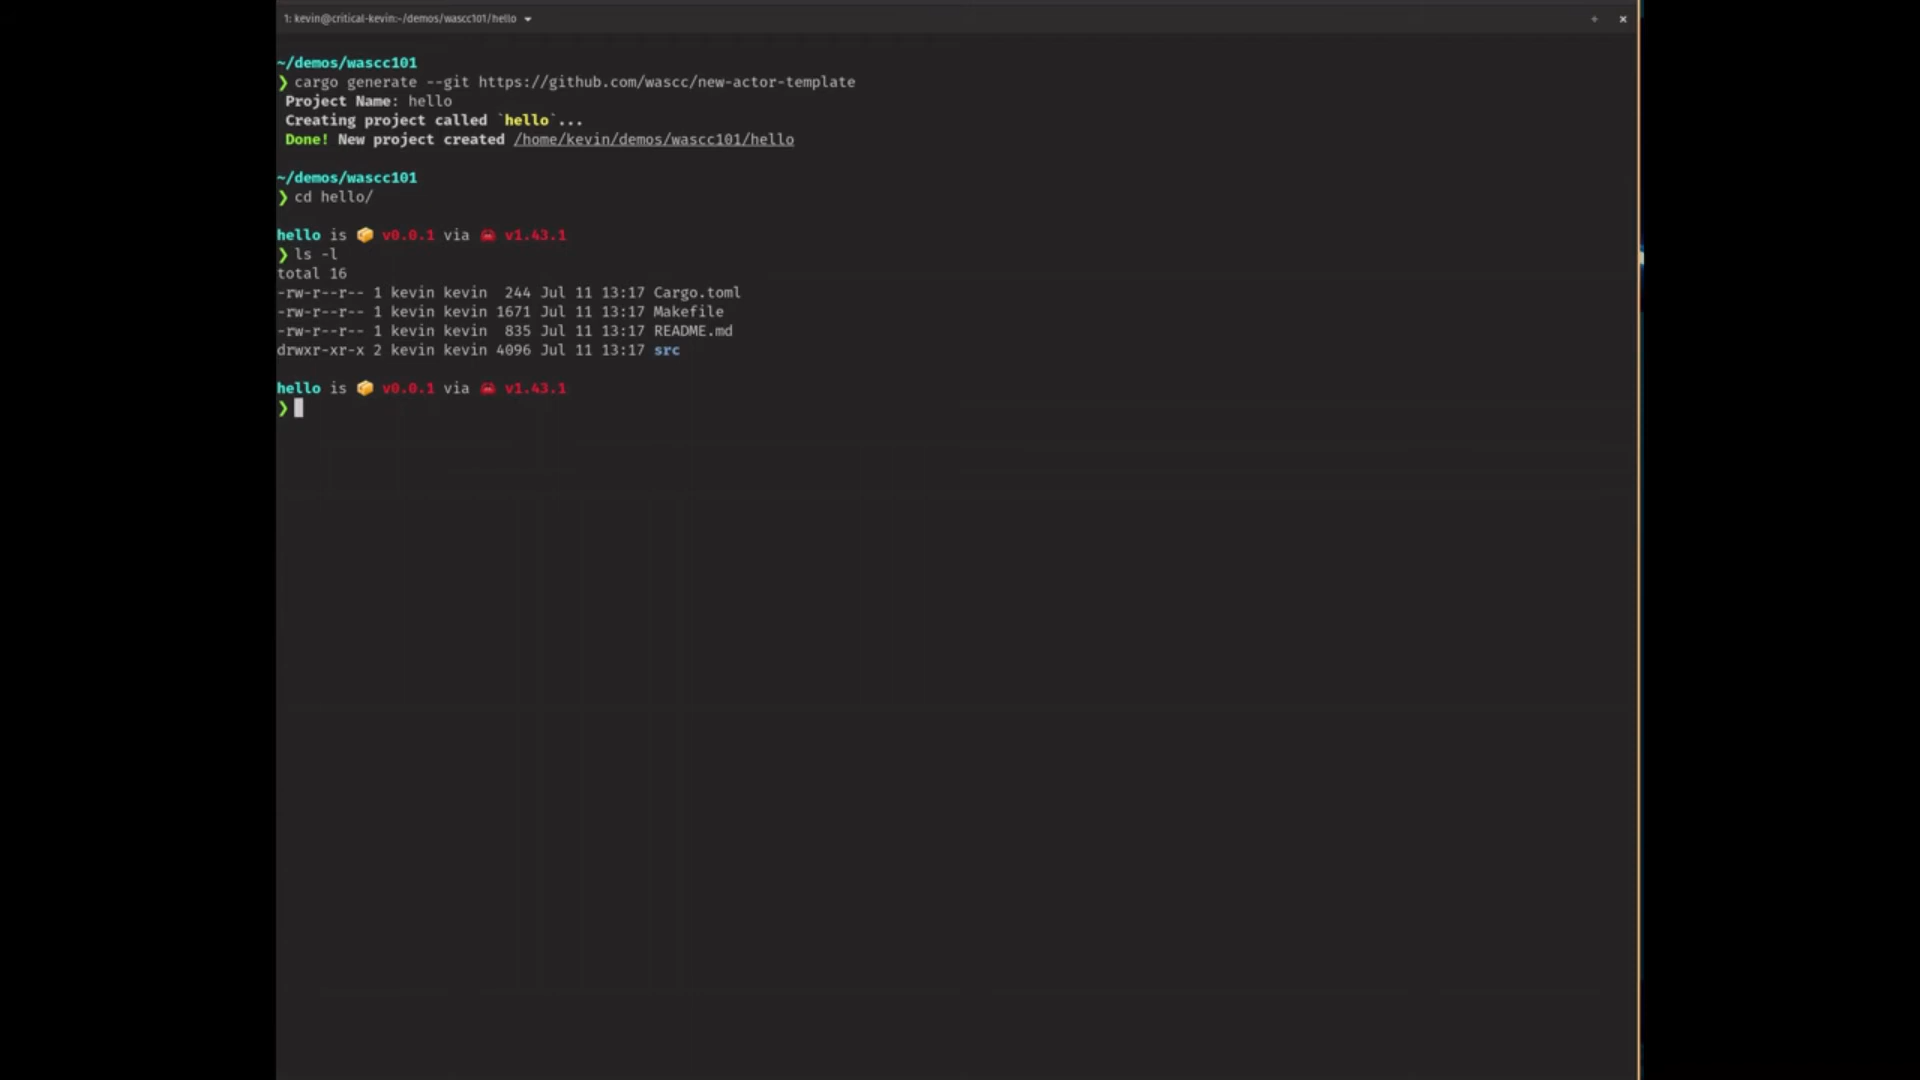 1: kevin@critical-kevin:~/demos/wascc101/hello
~/demos/wascc101
❯ cargo generate --git https://github.com/wascc/new-actor-template
Project Name: hello
Creating project called `hello`...
Done! New project created /home/kevin/demos/wascc101/hello
~/demos/wascc101
❯ cd hello/
hello is 📦 v0.0.1 via 🦀 v1.43.1
❯ ls -l
total 16
-rw-r--r-- 1 kevin kevin  244 Jul 11 13:17 Cargo.toml
-rw-r--r-- 1 kevin kevin 1671 Jul 11 13:17 Makefile
-rw-r--r-- 1 kevin kevin  835 Jul 11 13:17 README.md
drwxr-xr-x 2 kevin kevin 4096 Jul 11 13:17 src
hello is 📦 v0.0.1 via 🦀 v1.43.1
❯